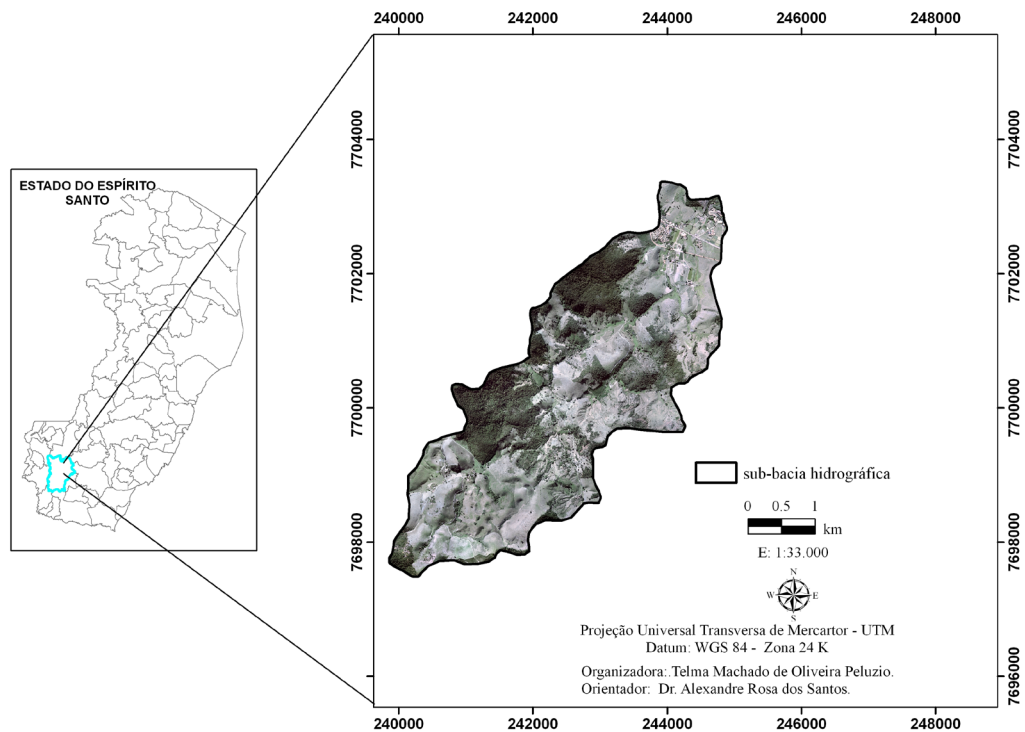 240000 242000 244000 246000 248000
7704000 7704000
ESTADO DO ESPÍRITO
SANTO
7702000 7702000
7700000 7700000
sub-bacia hidrográfica
0 0.5 1
km
E: 1:33.000
7698000 7698000
N
W E
S
Projeção Universal Transversa de Mercartor - UTM
Datum: WGS 84 - Zona 24 K
Organizadora:.Telma Machado de Oliveira Peluzio.
Orientador: Dr. Alexandre Rosa dos Santos.
7696000 7696000
240000 242000 244000 246000 248000